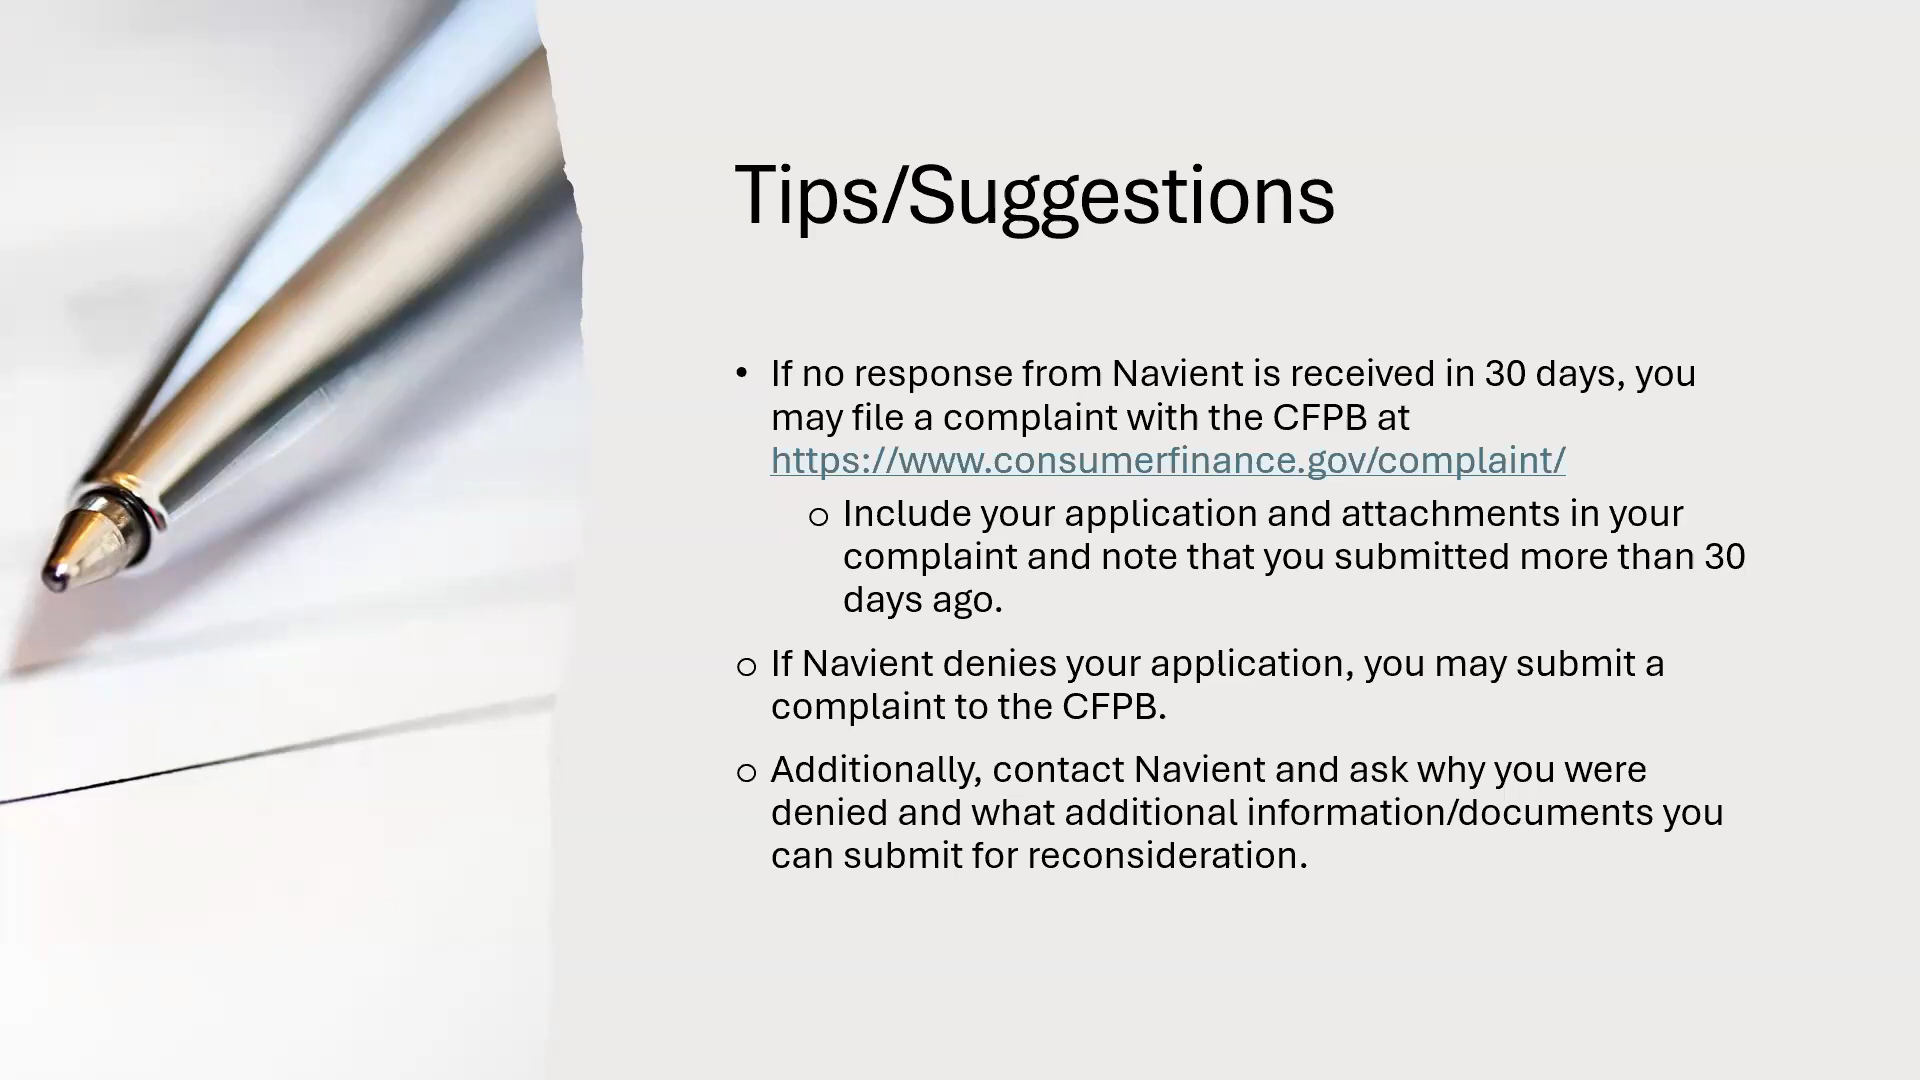 Tips/Suggestions
• If no response from Navient is received in 30 days, you
may file a complaint with the CFPB at
https://www.consumerfinance.gov/complaint/
o Include your application and attachments in your
complaint and note that you submitted more than 30
days ago.
o If Navient denies your application, you may submit a
complaint to the CFPB.
o Additionally, contact Navient and ask why you were
denied and what additional information/documents you
can submit for reconsideration.